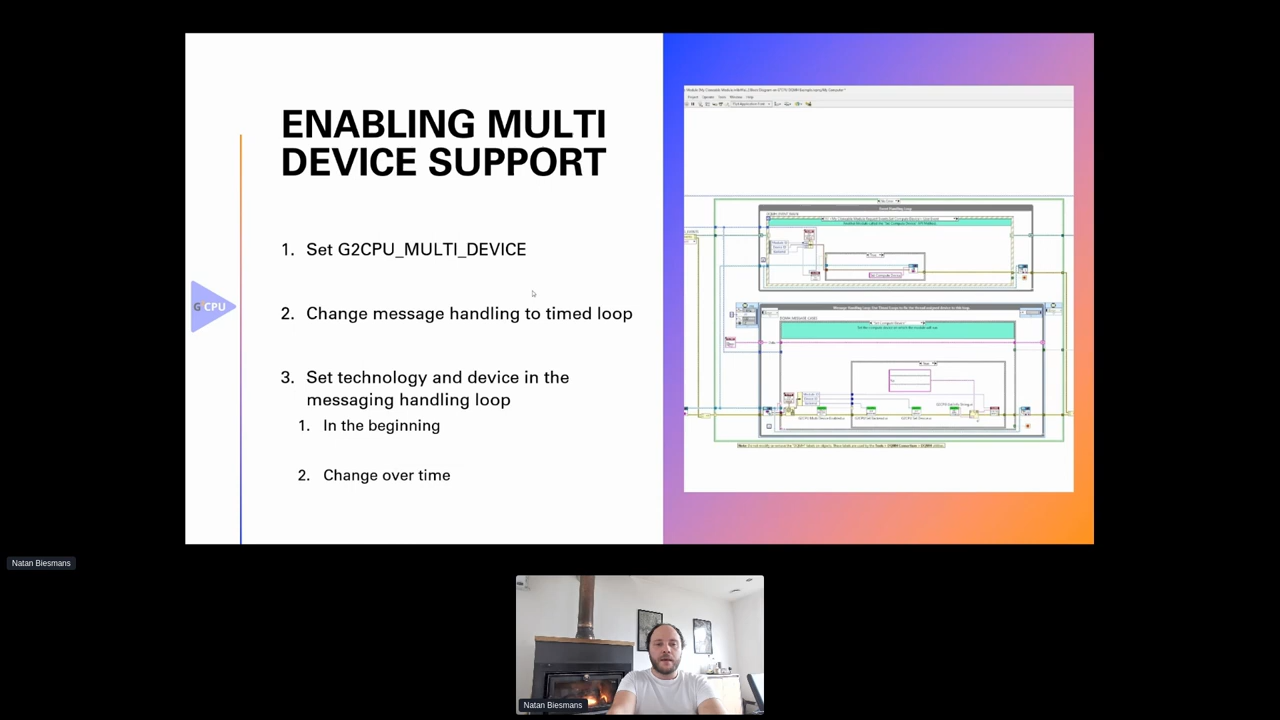 ENABLING MULTI
DEVICE SUPPORT
1. Set G2CPU_MULTI_DEVICE
2. Change message handling to timed loop
3. Set technology and device in the
messaging handling loop
1. In the beginning
2. Change over time
G²CPU
Natan Biesmans
Natan Biesmans